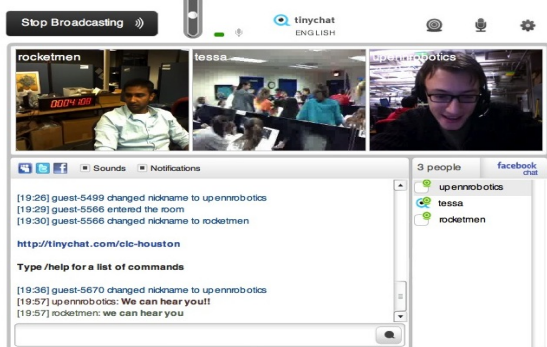 Stop Broadcasting
tinychat
ENGLISH
rocketmen
tessa
upennrobotics
00:04:10
Sounds
Notifications
3 people
facebook
chat
[19:26] guest-5499 changed nickname to upennrobotics
[19:29] guest-5566 entered the room
[19:30] guest-5566 changed nickname to rocketmen
http://tinychat.com/clc-houston
Type /help for a list of commands
[19:36] guest-5670 changed nickname to upennrobotics
[19:57] upennrobotics: We can hear you!!
[19:57] rocketmen: we can hear you
upennrobotics
tessa
rocketmen